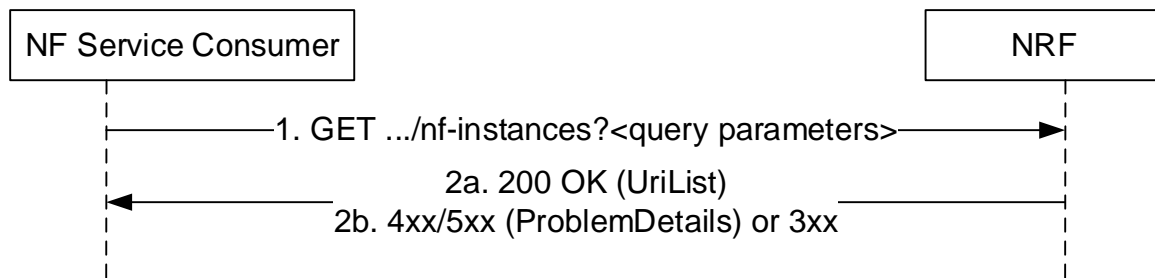 NF Service Consumer
NRF
1. GET .../nf-instances?<query parameters>
2a. 200 OK (UriList)
2b. 4xx/5xx (ProblemDetails) or 3xx